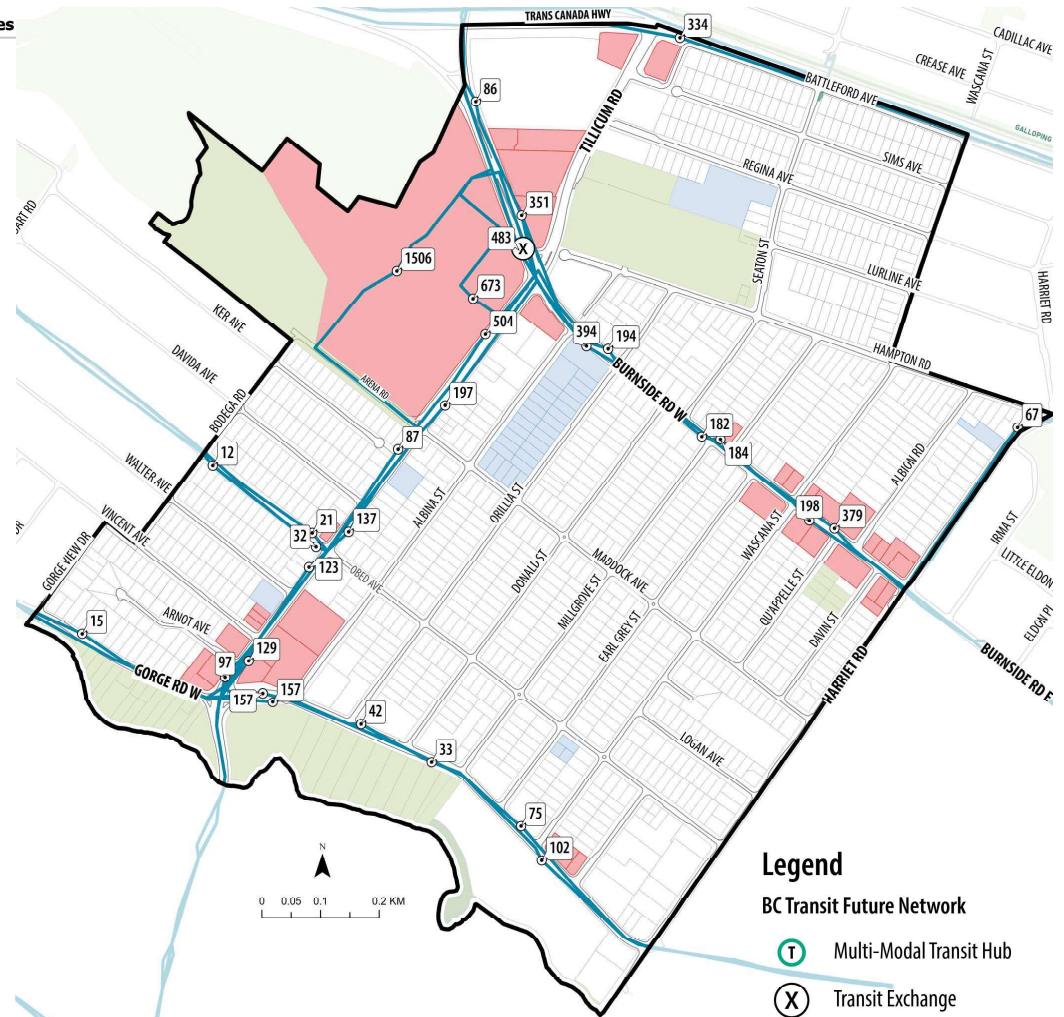 es
TRANS CANADA HWY
334
CADILLAC AVE
CREASE AVE
WASCANA ST
BATTLEFORD AVE
86
TILLICUM RD
GALLOPING
SIMS AVE
REGINA AVE
351
483
X
1506
SEATON ST
LURLINE AVE
HARRIET RD
673
KER AVE
504
394
194
HAMPTON RD
DAVIDA AVE
ARENA RD
BURNSIDE RD W
BODEGA RD
197
67
87
182
184
12
ALBION RD
WALTER AVE
ALBINA ST
ORILLIA ST
VINCENT AVE
21
137
32
198
379
WASCANA ST
IRMA ST
GORGE VIEW DR
123
OBED AVE
DONALD ST
MADDOCK AVE
LITTLE ELDON
MILLGROVE ST
QU'APPELLE ST
ARNOT AVE
EARL GREY ST
DAVIN ST
ELDON PL
15
129
97
GORGE RD W
BURNSIDE RD E
157
157
42
HARRIET RD
33
LOGAN AVE
75
102
N
0 0.05 0.1 0.2 KM
Legend
BC Transit Future Network
T Multi-Modal Transit Hub
X Transit Exchange